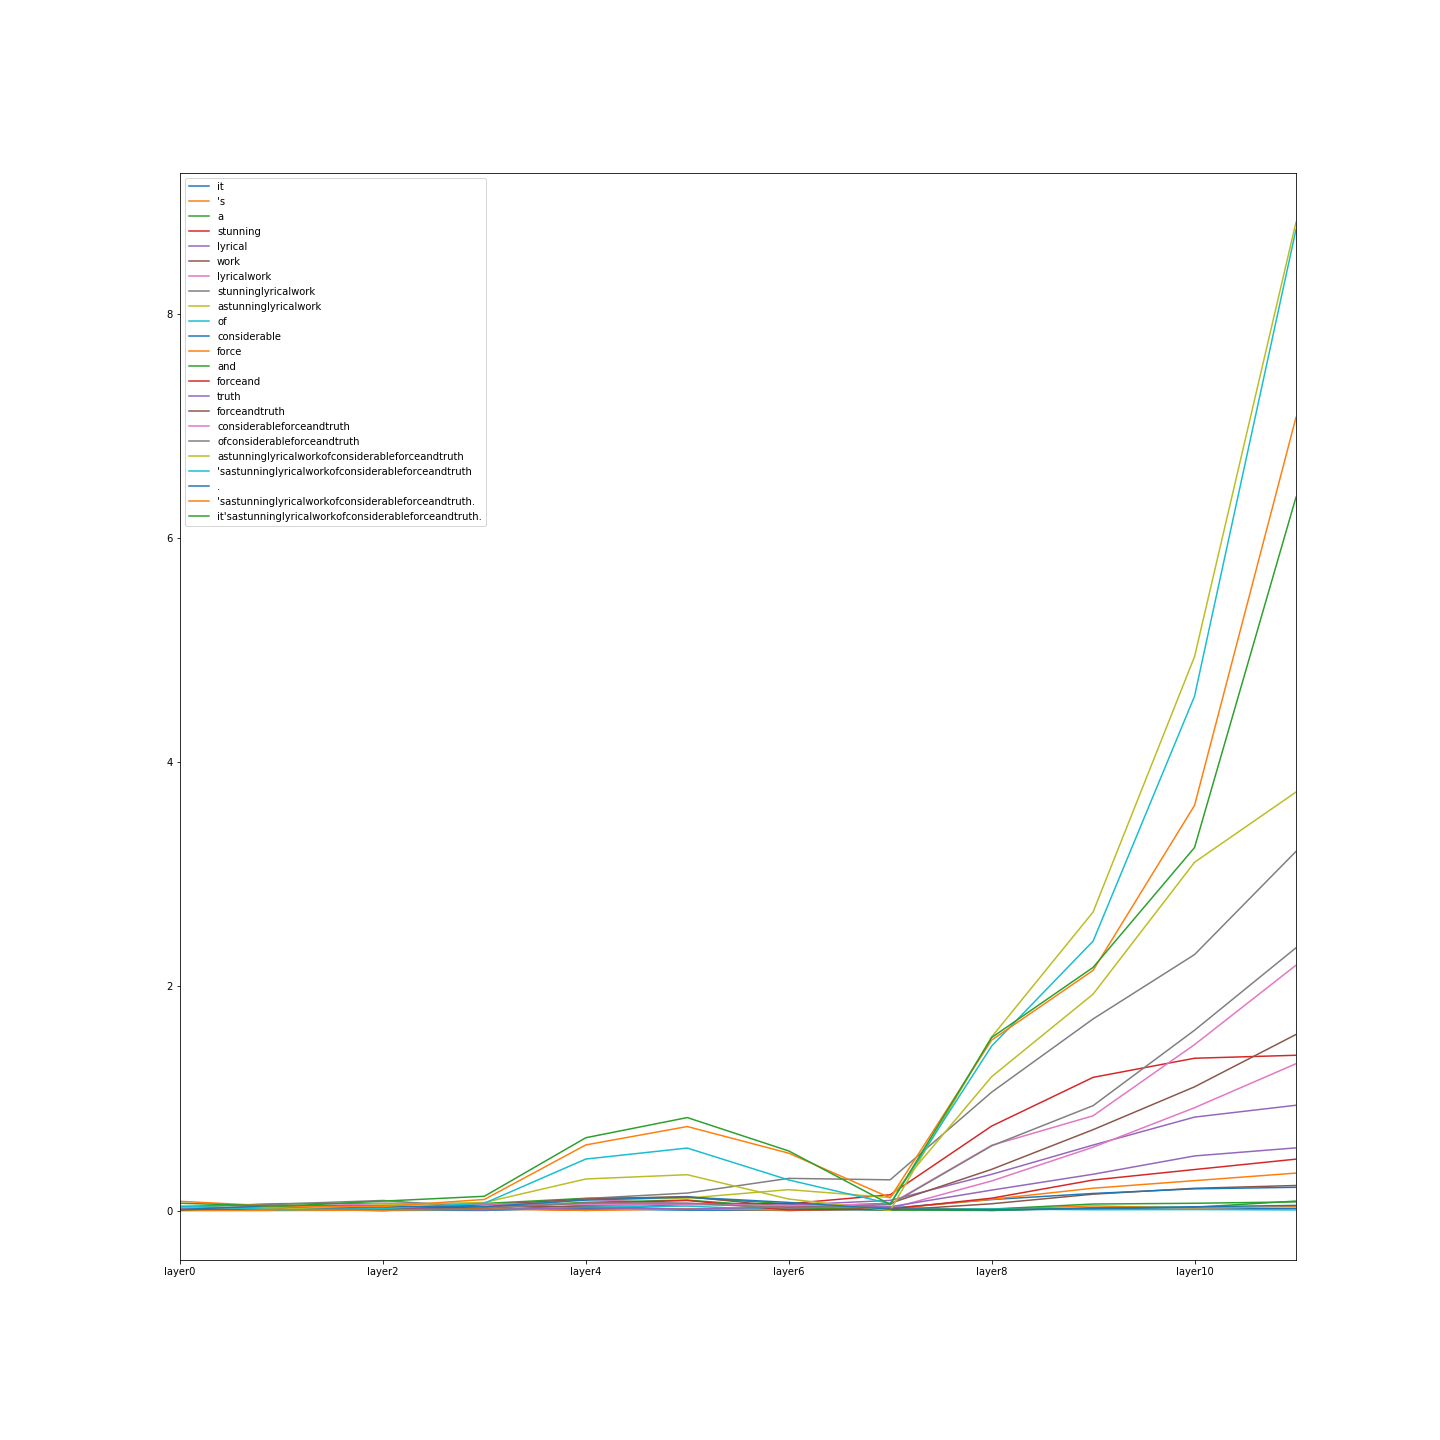 it
's
a
stunning
lyrical
work
lyricalwork
stunninglyricalwork
astunninglyricalwork
of
considerable
force
and
forceand
truth
forceandtruth
considerableforceandtruth
ofconsiderableforceandtruth
astunninglyricalworkofconsiderableforceandtruth
'sastunninglyricalworkofconsiderableforceandtruth
.
'sastunninglyricalworkofconsiderableforceandtruth.
it'sastunninglyricalworkofconsiderableforceandtruth.
8
6
4
2
0
layer0 layer2 layer4 layer6 layer8 layer10